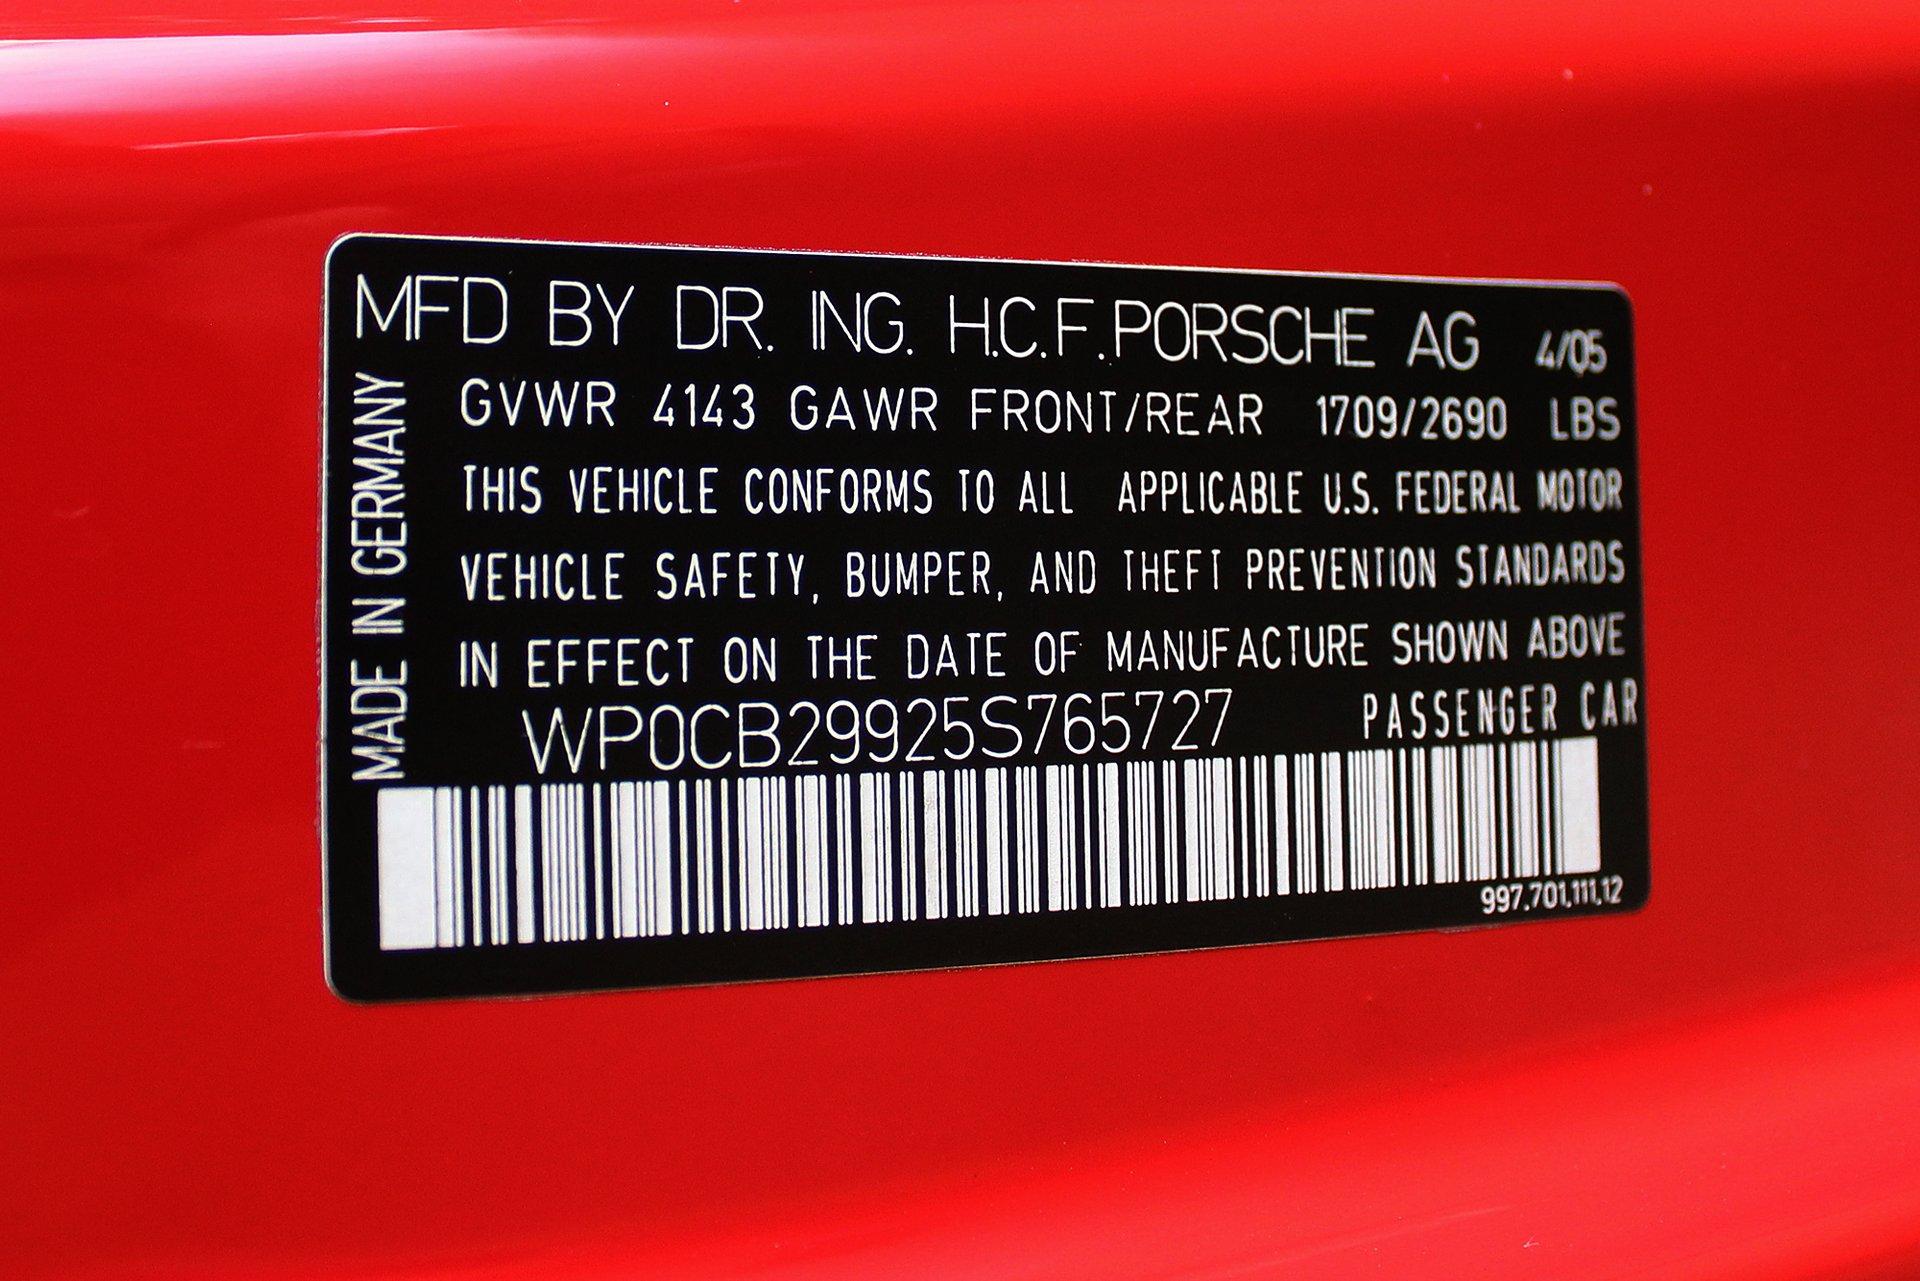 MFD BY DR. ING. H.C.F.PORSCHE AG 4/05
GVWR 4143 GAWR FRONT/REAR 1709/2690 LBS
THIS VEHICLE CONFORMS TO ALL APPLICABLE U.S. FEDERAL MOTOR
VEHICLE SAFETY, BUMPER, AND THEFT PREVENTION STANDARDS
IN EFFECT ON THE DATE OF MANUFACTURE SHOWN ABOVE
WP0CB29925S765727 PASSENGER CAR
997.701.111.12
MADE IN GERMANY